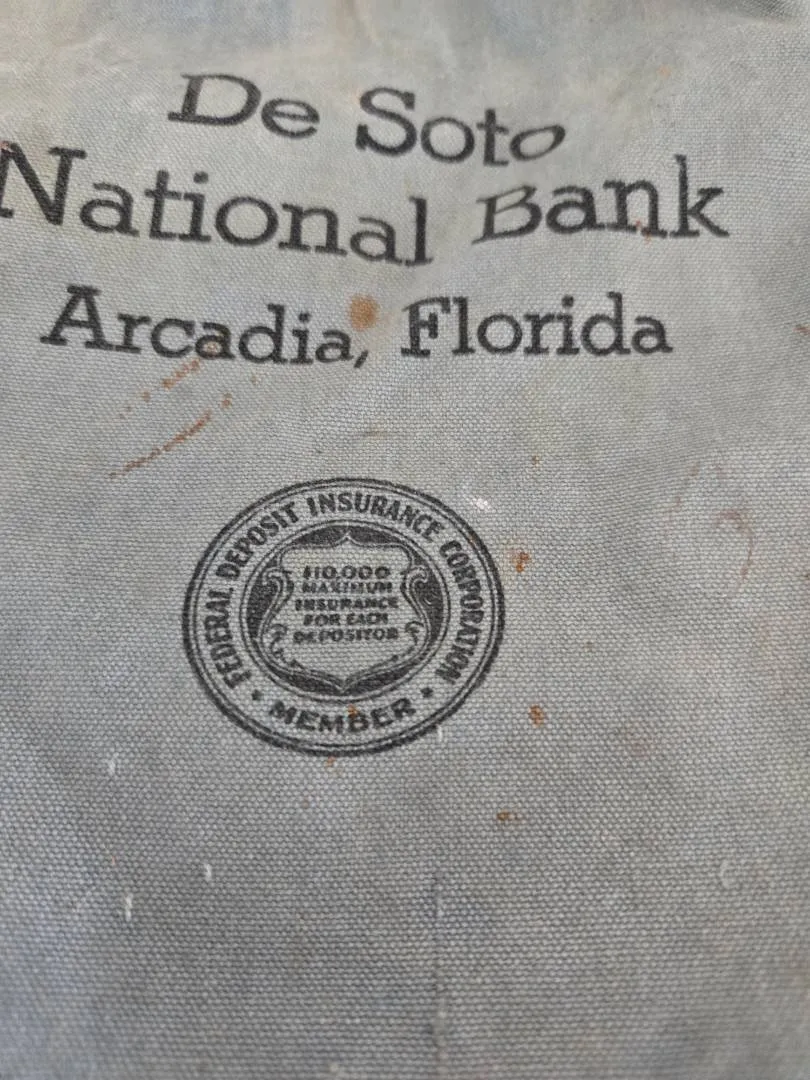 De Soto
National Bank
Arcadia, Florida
FEDERAL DEPOSIT INSURANCE CORPORATION
$10,000
MAXIMUM
INSURANCE
FOR EACH
DEPOSITOR
• MEMBER •